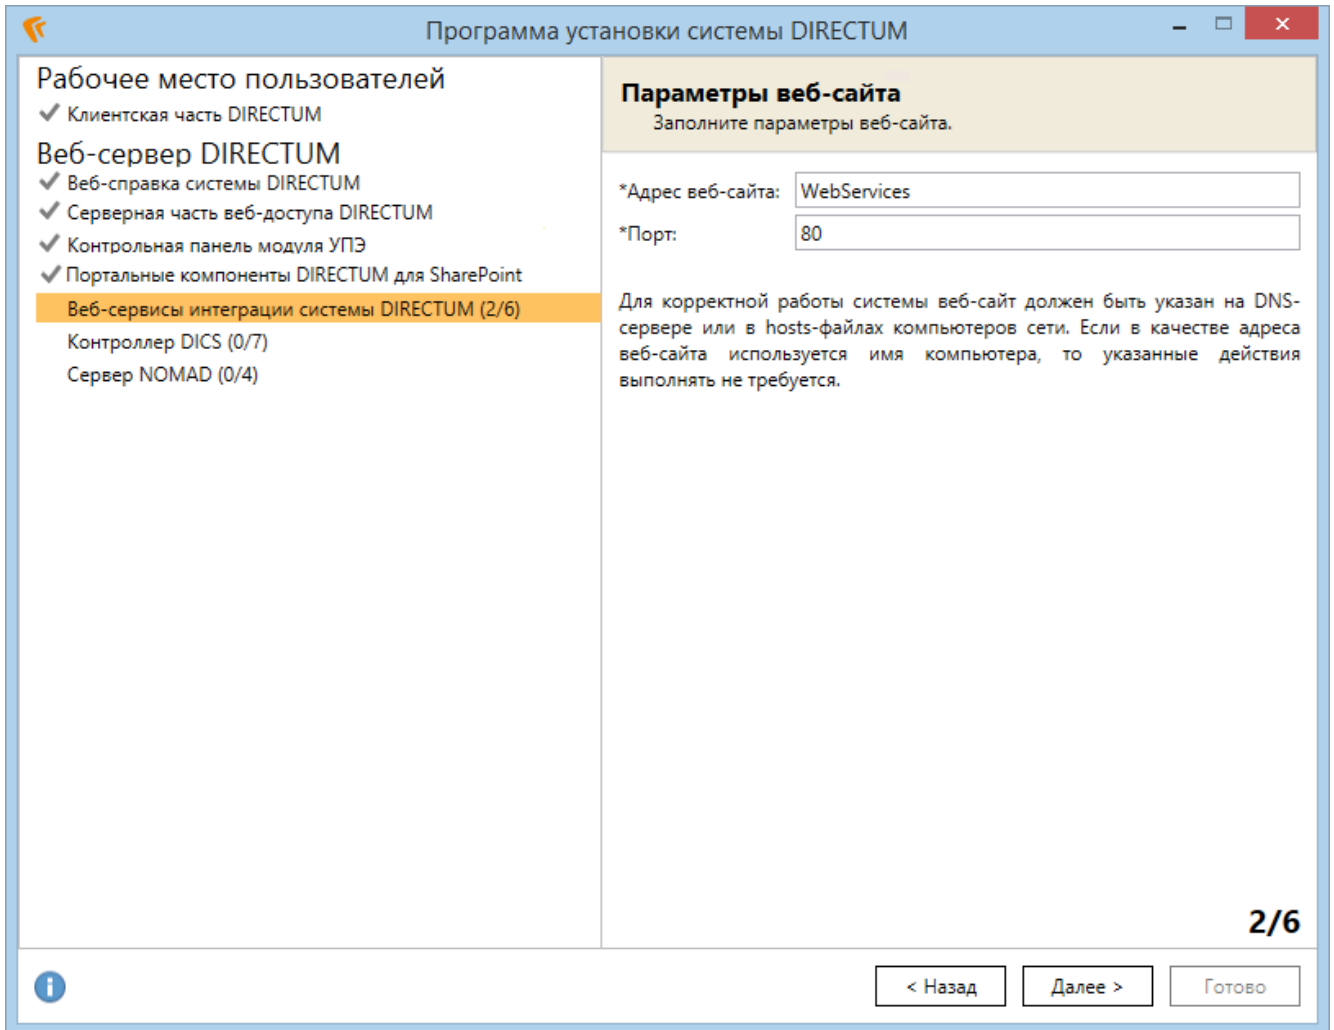 Программа установки системы DIRECTUM
Рабочее место пользователей
Клиентская часть DIRECTUM
Веб-сервер DIRECTUM
Веб-справка системы DIRECTUM
Серверная часть веб-доступа DIRECTUM
Контрольная панель модуля УПЭ
Портальные компоненты DIRECTUM для SharePoint
Веб-сервисы интеграции системы DIRECTUM (2/6)
Контроллер DICS (0/7)
Сервер NOMAD (0/4)
Параметры веб-сайта
Заполните параметры веб-сайта.
*Адрес веб-сайта: WebServices
*Порт: 80
Для корректной работы системы веб-сайт должен быть указан на DNS-
сервере или в hosts-файлах компьютеров сети. Если в качестве адреса
веб-сайта используется имя компьютера, то указанные действия
выполнять не требуется.
2/6
< Назад Далее > Готово